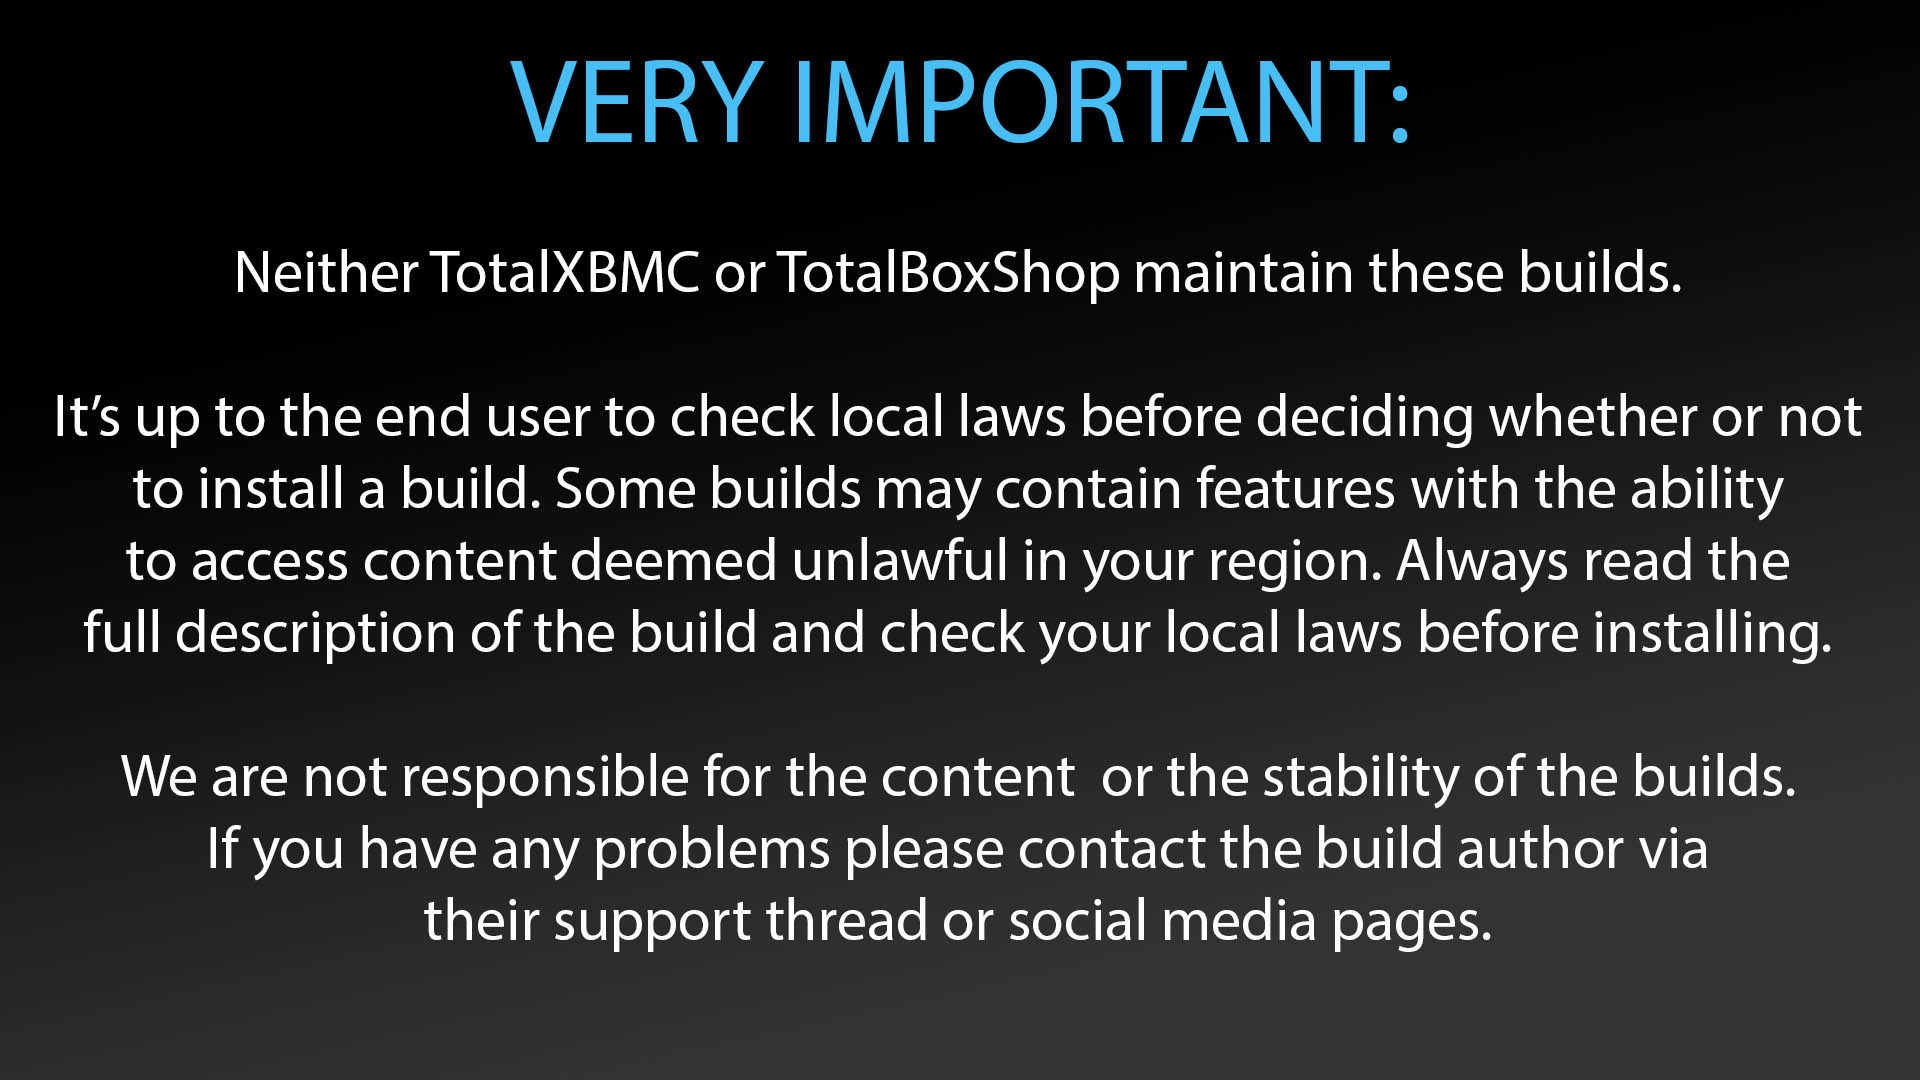 VERY IMPORTANT:
Neither TotalXBMC or TotalBoxShop maintain these builds.
It’s up to the end user to check local laws before deciding whether or not
to install a build. Some builds may contain features with the ability
to access content deemed unlawful in your region. Always read the
full description of the build and check your local laws before installing.
We are not responsible for the content  or the stability of the builds.
If you have any problems please contact the build author via
their support thread or social media pages.